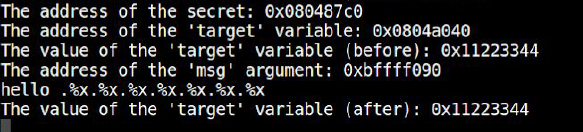 The address of the secret: 0x080487c0
The address of the 'target' variable: 0x0804a040
The value of the 'target' variable (before): 0x11223344
The address of the 'msg' argument: 0xbffff090
hello .%x.%x.%x.%x.%x.%x.%x
The value of the 'target' variable (after): 0x11223344